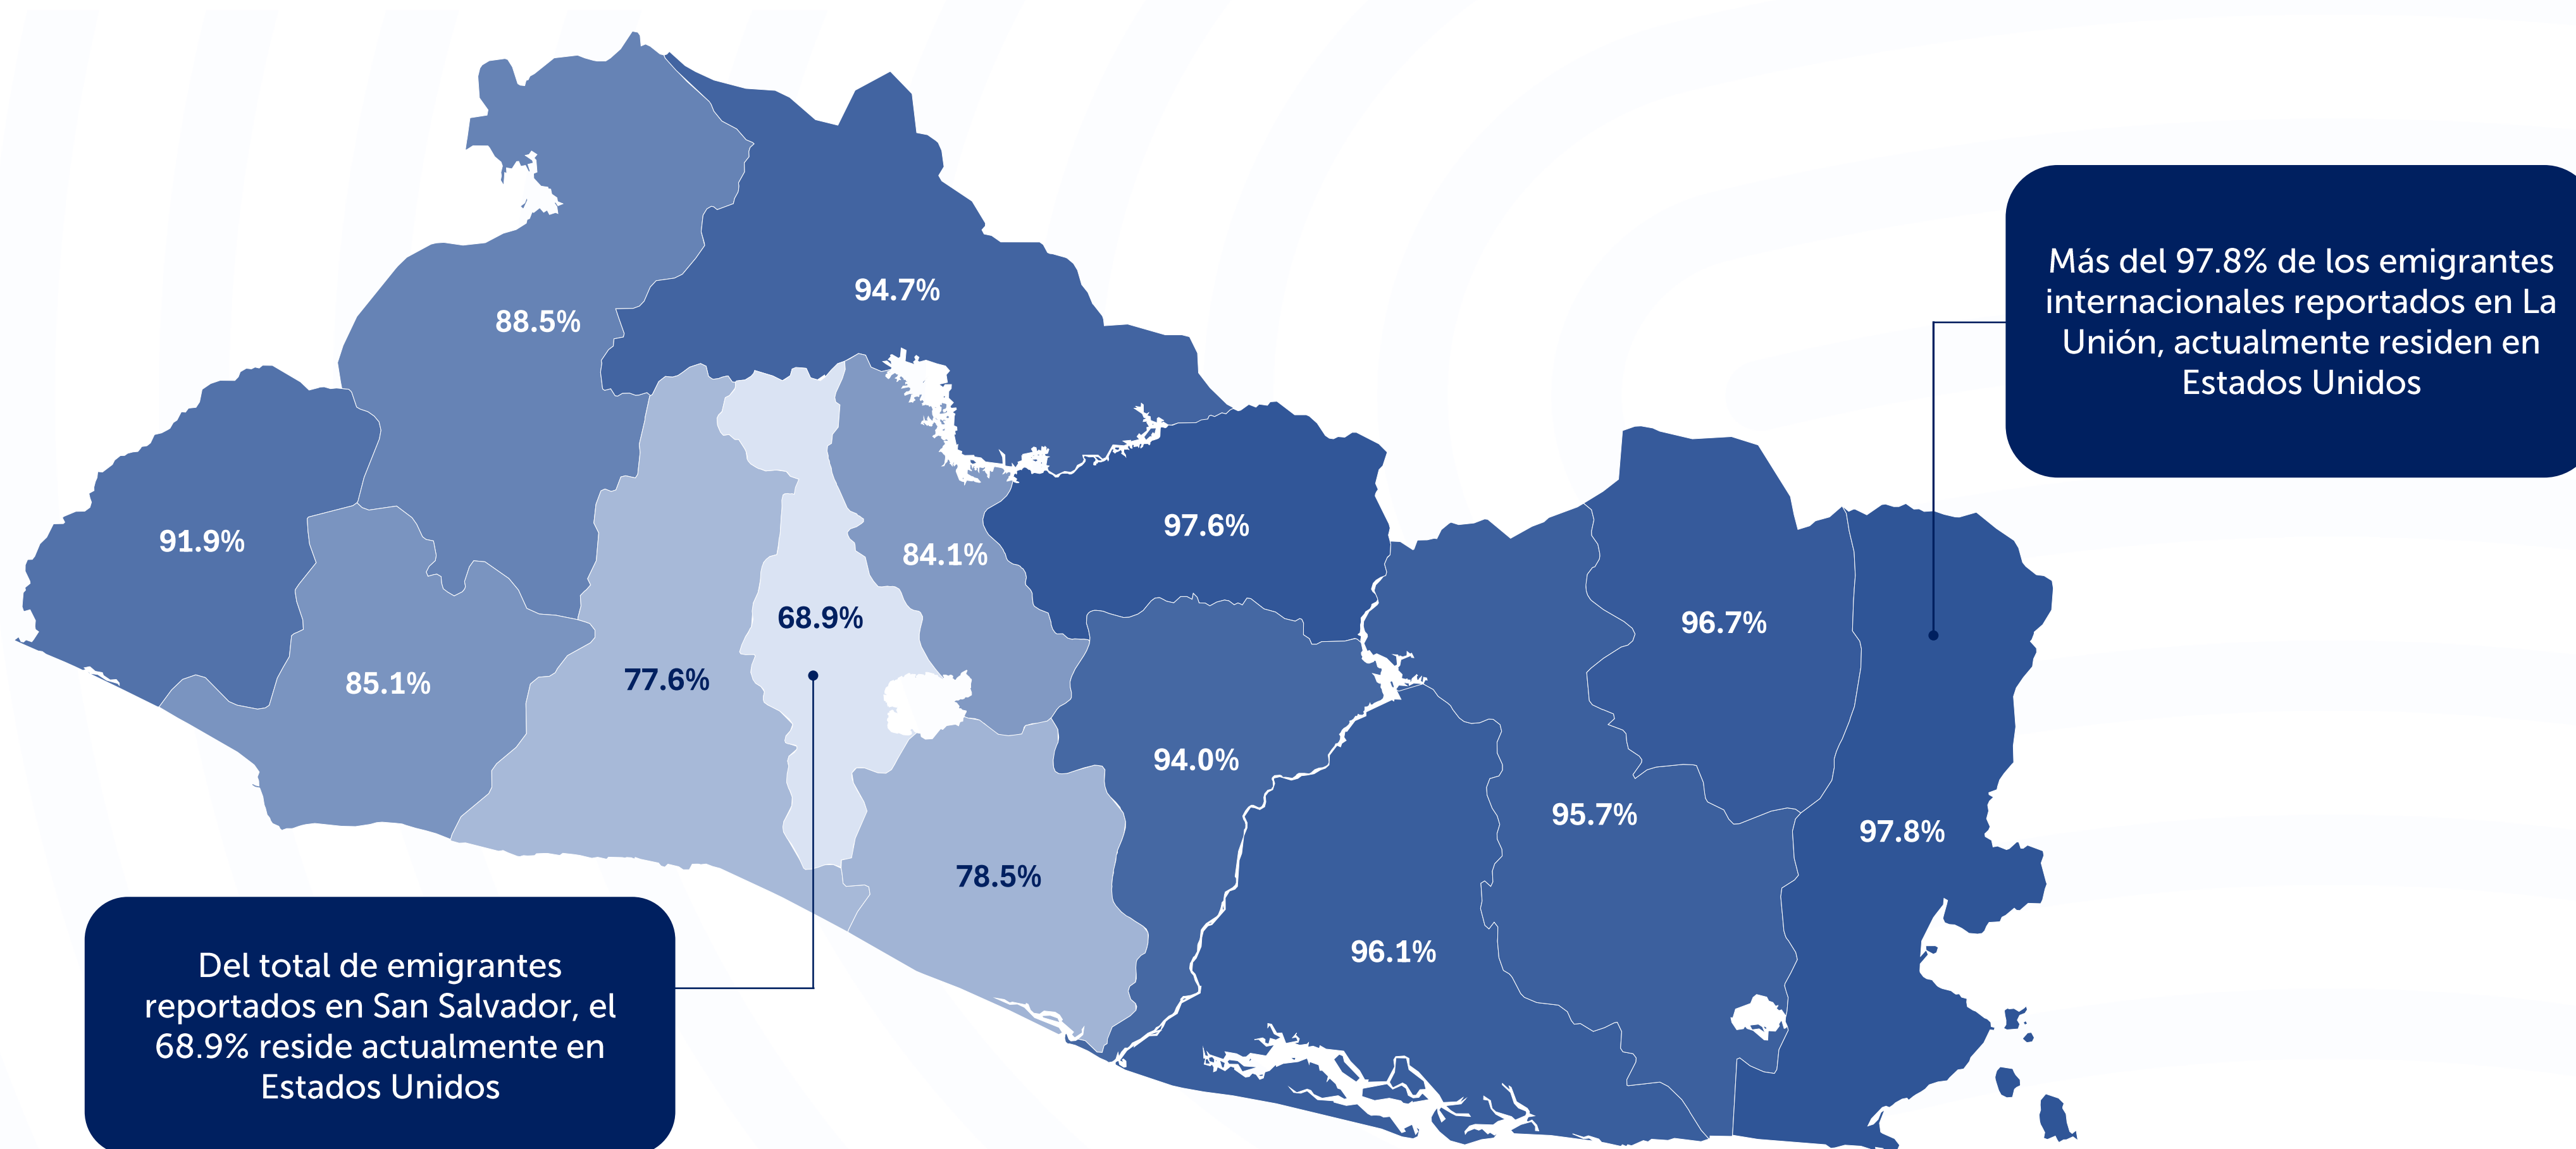 Más del 97.8% de los emigrantes
internacionales reportados en La
Unión, actualmente residen en
Estados Unidos
94.7%
88.5%
97.6%
91.9%
84.1%
68.9%
96.7%
77.6%
85.1%
94.0%
95.7%
97.8%
78.5%
96.1%
Del total de emigrantes
reportados en San Salvador, el
68.9% reside actualmente en
Estados Unidos